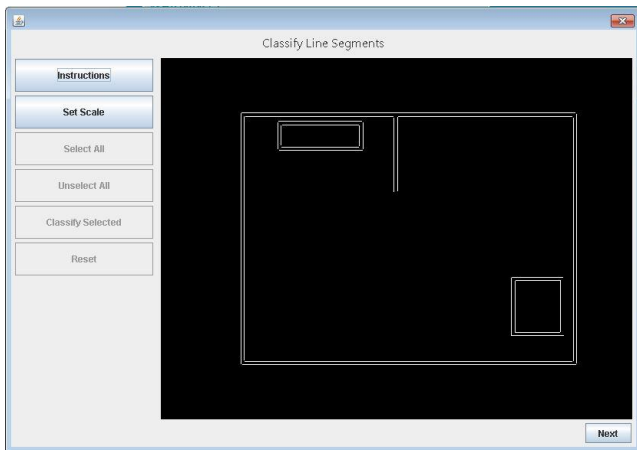 Classify Line Segments
Instructions
Set Scale
Select All
Unselect All
Classify Selected
Reset
Next